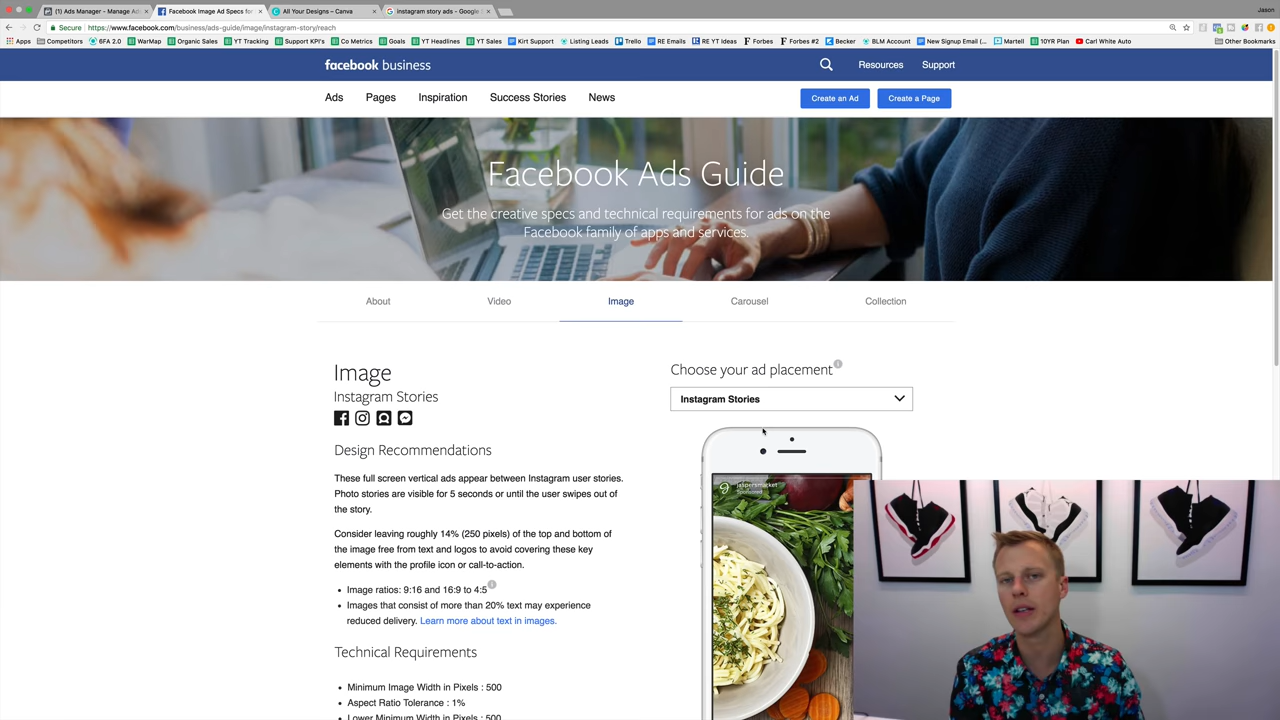 (1) Ads Manager - Manage Ads
Facebook Image Ad Specs for
All Your Designs – Canva
instagram story ads - Google
Jason
Secure
https://www.facebook.com/business/ads-guide/image/instagram-story/reach
Apps
Competitors
6FA 2.0
WarMap
Organic Sales
YT Tracking
Support KPI's
Co Metrics
Goals
YT Headlines
YT Sales
Kirt Support
Listing Leads
Trello
RE Emails
RE YT Ideas
Forbes
Forbes #2
Becker
BLM Account
New Signup Email (...
Martell
10YR Plan
Carl White Auto
Other Bookmarks
facebook business
Resources
Support
Ads
Pages
Inspiration
Success Stories
News
Create an Ad
Create a Page
Facebook Ads Guide
Get the creative specs and technical requirements for ads on the
Facebook family of apps and services.
About
Video
Image
Carousel
Collection
Image
Instagram Stories
Design Recommendations
These full screen vertical ads appear between Instagram user stories.
Photo stories are visible for 5 seconds or until the user swipes out of
the story.
Consider leaving roughly 14% (250 pixels) of the top and bottom of
the image free from text and logos to avoid covering these key
elements with the profile icon or call-to-action.
• Image ratios: 9:16 and 16:9 to 4:5
• Images that consist of more than 20% text may experience
reduced delivery. Learn more about text in images.
Technical Requirements
• Minimum Image Width in Pixels : 500
• Aspect Ratio Tolerance : 1%
• Lower Minimum Width in Pixels : 500
Choose your ad placement
Instagram Stories
jaspersmarket
Sponsored